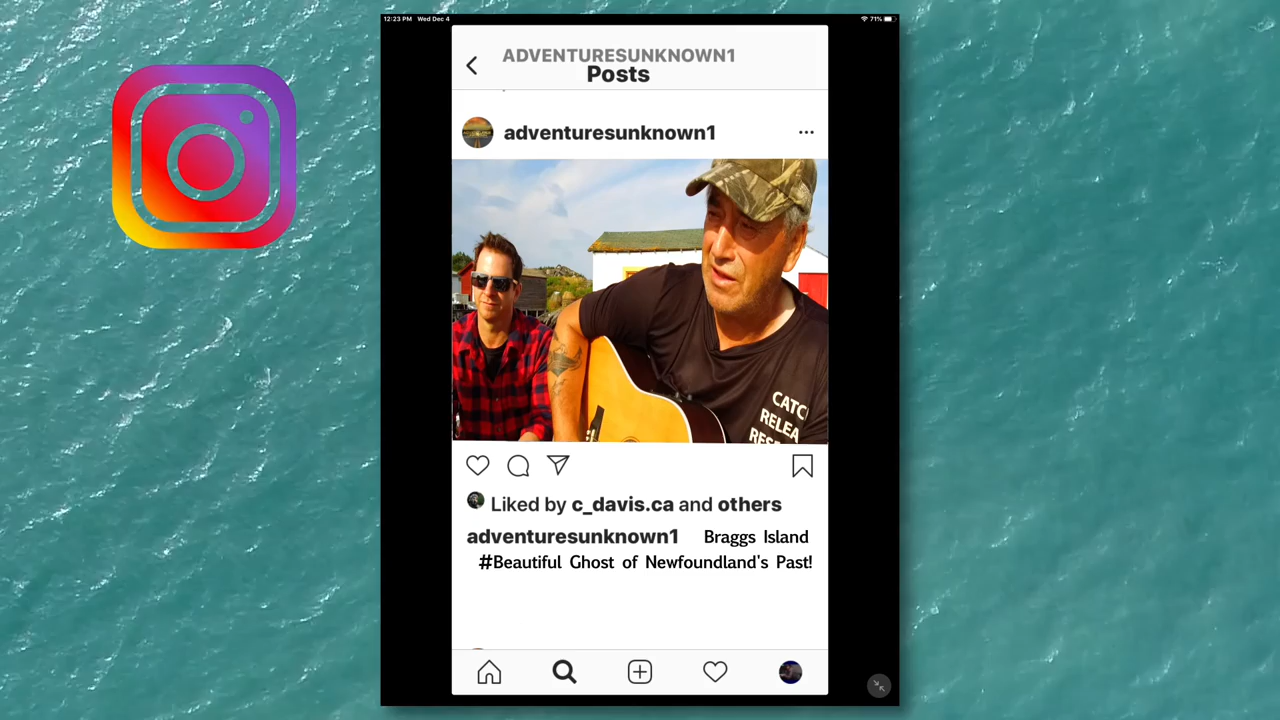 12:23 PM Wed Dec 4
71%
ADVENTURESUNKNOWN1
Posts
adventuresunknown1
CATC
RELEA
Liked by c_davis.ca and others
adventuresunknown1 Braggs Island
#Beautiful Ghost of Newfoundland's Past!